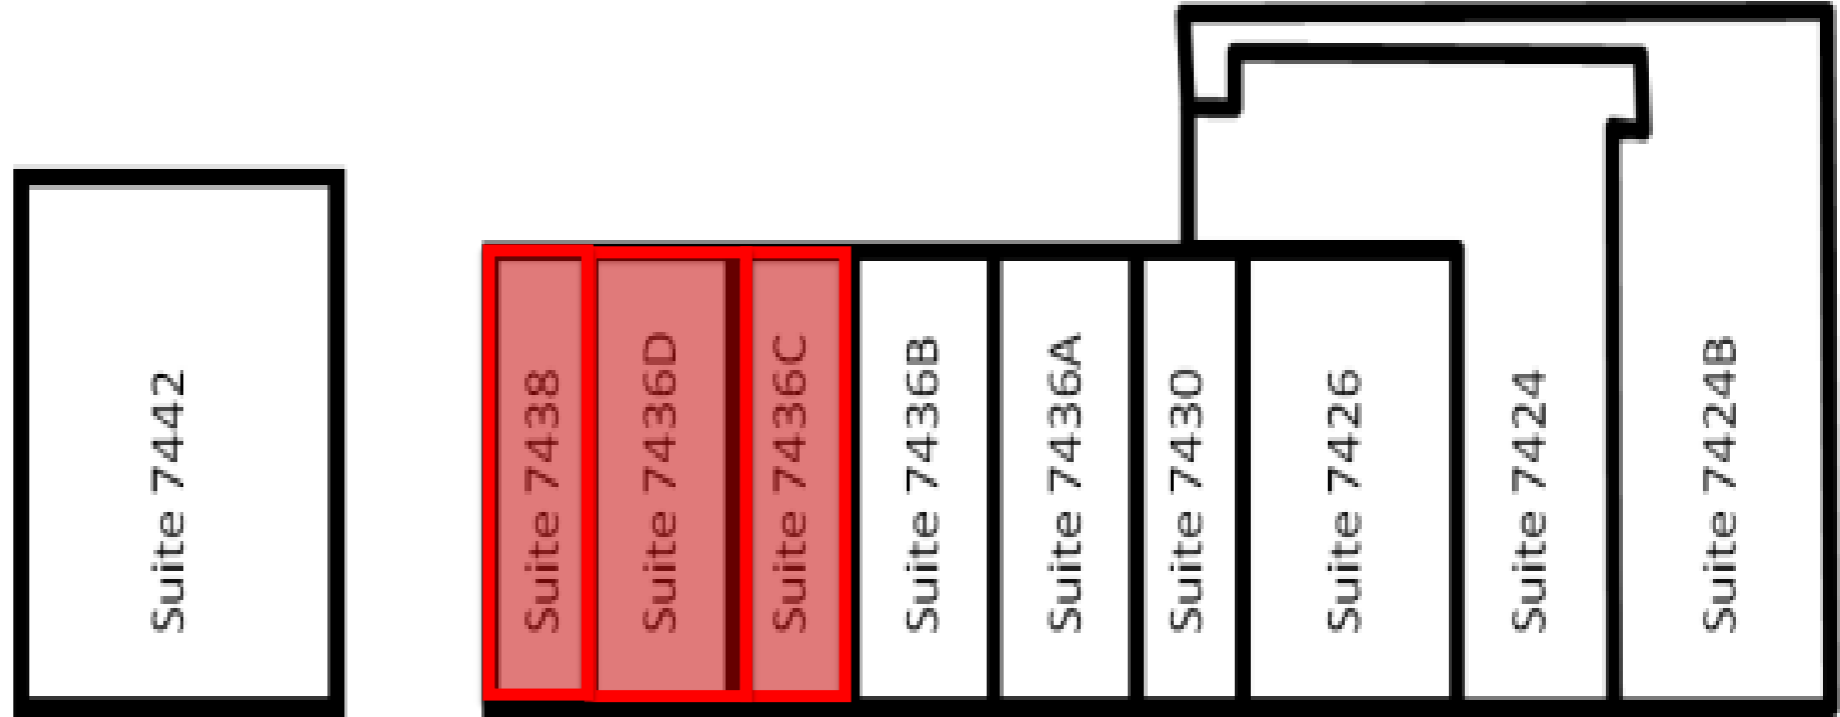 Suite 7442
Suite 7438
Suite 7436D
Suite 7436C
Suite 7436B
Suite 7436A
Suite 7430
Suite 7426
Suite 7424
Suite 7424B